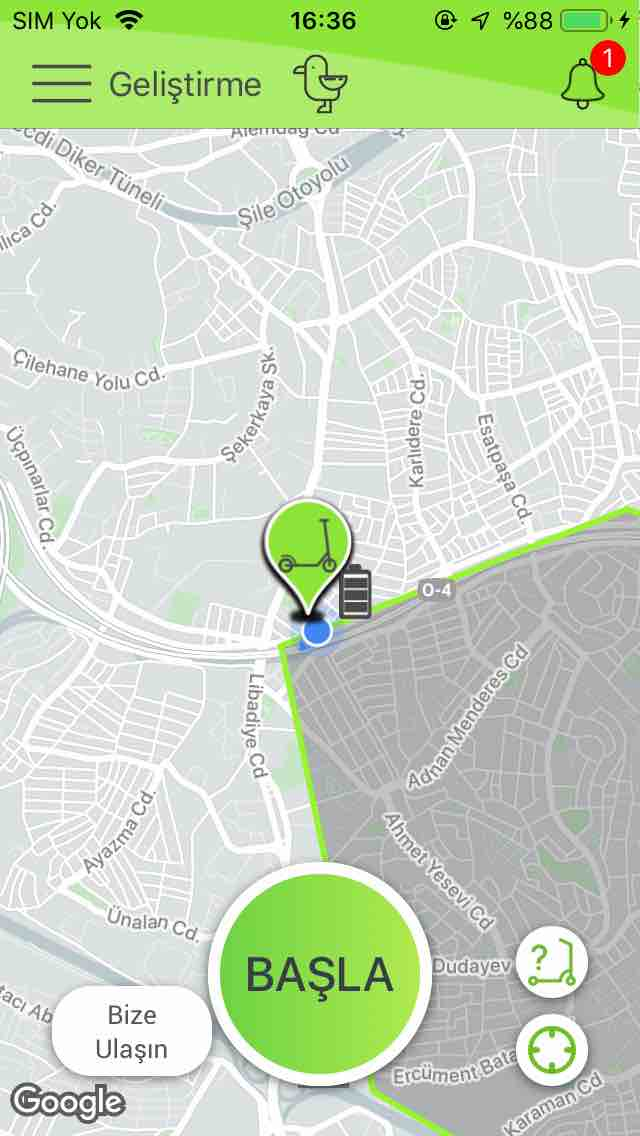 SIM Yok 16:36 %88
Geliştirme
1
Alemdağ Cd
Diker Tüneli
Şile Otoyolu
Çilehane Yolu Cd.
Şekerkaya Sk.
Karlıdere Cd.
Esatpaşa Cd.
Üçpınarlar Cd.
O-4
Libadiye Cd
Adnan Menderes Cd
Ayazma Cd.
Ahmet Yesevi Cd
Ünalan Cd.
BAŞLA
Dudayev
?
Bize
Ulaşın
Ercüment Bata
Karaman Cd
Google